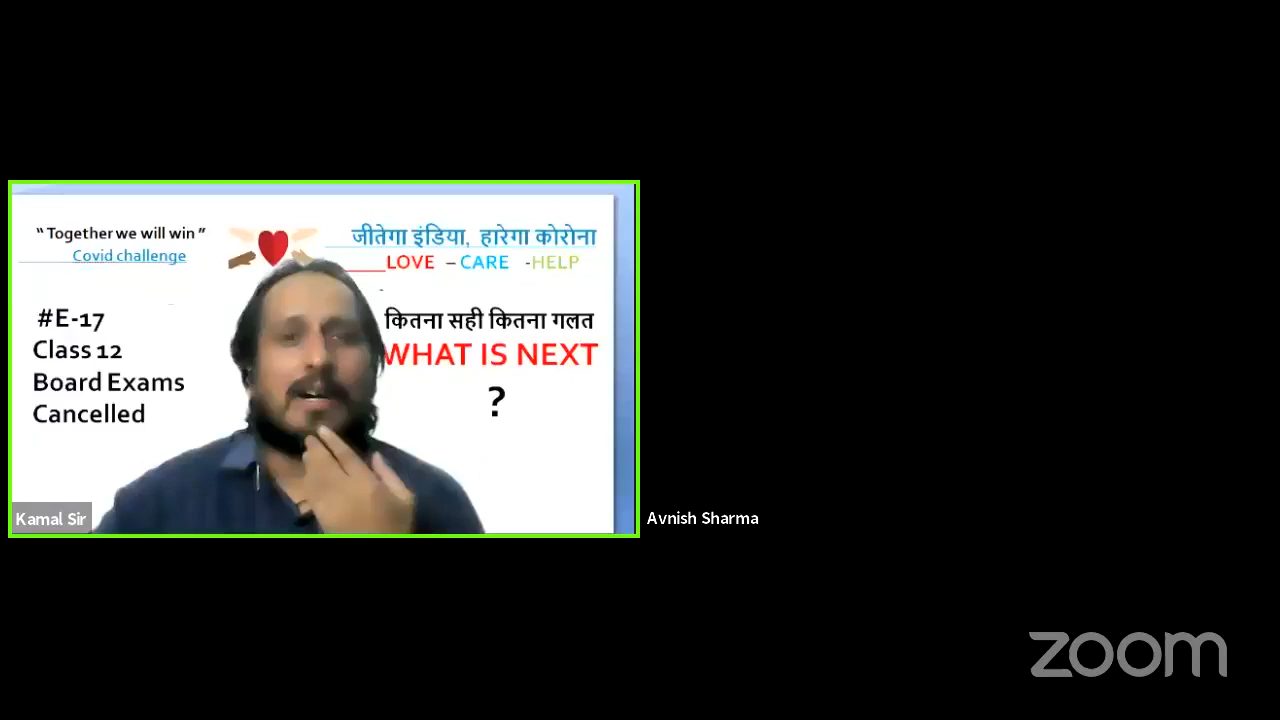 “ Together we will win ”
Covid challenge
जीतेगा इंडिया, हारेगा कोरोना
LOVE – CARE -HELP
#E-17
Class 12
Board Exams
Cancelled
कितना सही कितना गलत
WHAT IS NEXT
?
Kamal Sir
Avnish Sharma
zoom